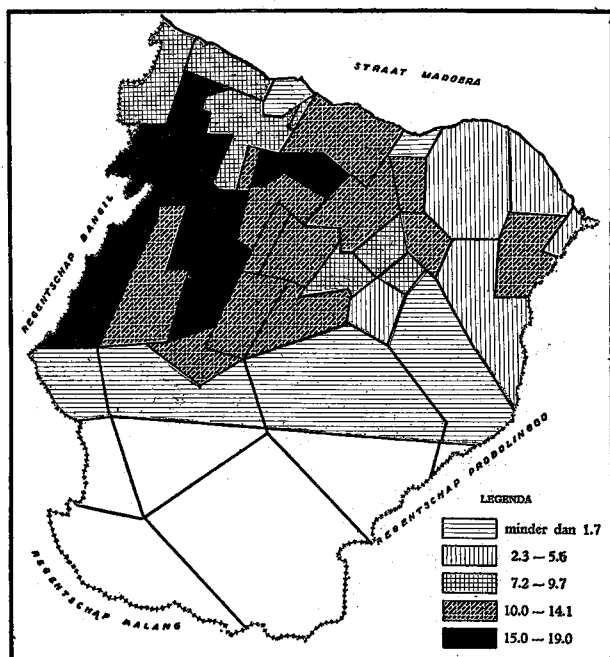 STRAAT MADOERA
REGENTSCHAP BANGIL
REGENTSCHAP PROBOLINGGO
REGENTSCHAP MALANG
LEGENDA
minder dan 1.7
2.3 — 5.6
7.2 — 9.7
10.0 — 14.1
15.0 — 19.0